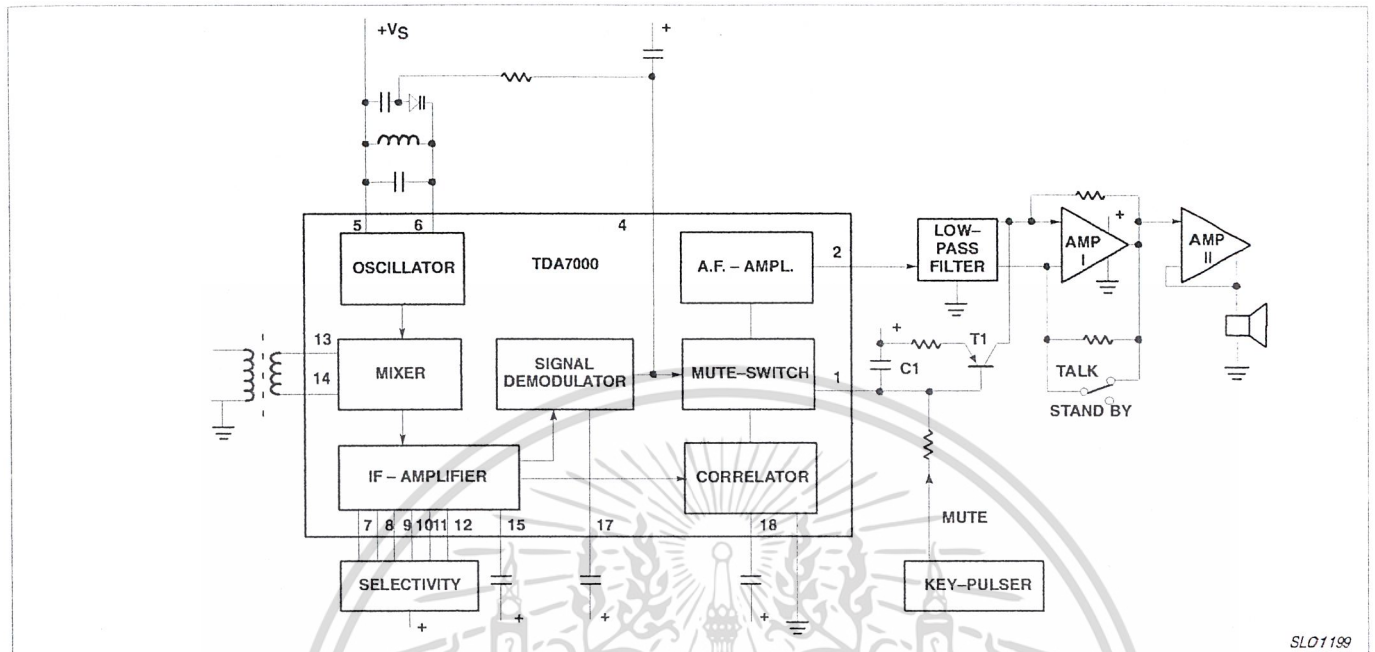 +VS
+
5
6
4
OSCILLATOR
TDA7000
A.F. – AMPL.
2
LOW–
PASS
FILTER
AMP
I
+
AMP
II
13
14
MIXER
SIGNAL
DEMODULATOR
MUTE–SWITCH
1
+
C1
T1
TALK
STAND BY
IF – AMPLIFIER
CORRELATOR
7 8 9 10 11 12
15
17
18
MUTE
SELECTIVITY
+
+
+
+
KEY–PULSER
SLO1199